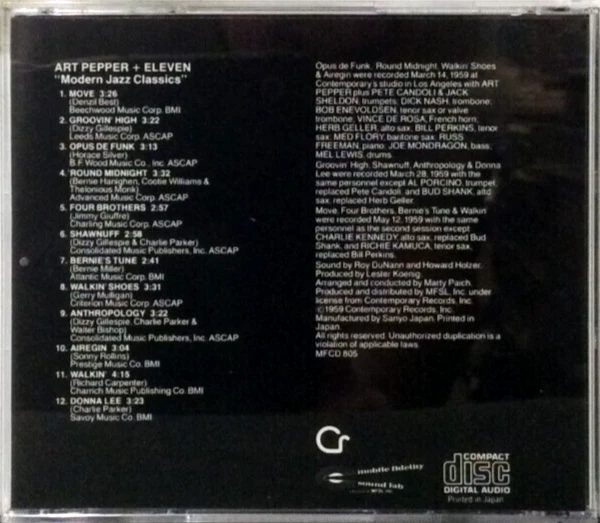 ART PEPPER + ELEVEN
"Modern Jazz Classics"
1. MOVE 3:26
(Denzil Best)
Beechwood Music Corp. BMI
2. GROOVIN' HIGH 3:22
(Dizzy Gillespie)
Leeds Music Corp. ASCAP
3. OPUS DE FUNK 3:13
(Horace Silver)
B.F. Wood Music Co., Inc. ASCAP
4. 'ROUND MIDNIGHT 3:32
(Bernie Hanighen, Cootie Williams &
Thelonious Monk)
Advanced Music Corp. ASCAP
5. FOUR BROTHERS 2:57
(Jimmy Giuffre)
Charling Music Corp. ASCAP
6. SHAWNUFF 2:58
(Dizzy Gillespie & Charlie Parker)
Consolidated Music Publishers, Inc. ASCAP
7. BERNIE'S TUNE 2:41
(Bernie Miller)
Atlantic Music Corp. BMI
8. WALKIN' SHOES 3:31
(Gerry Mulligan)
Criterion Music Corp. ASCAP
9. ANTHROPOLOGY 3:22
(Dizzy Gillespie, Charlie Parker &
Walter Bishop)
Consolidated Music Publishers, Inc. ASCAP
10. AIREGIN 3:04
(Sonny Rollins)
Prestige Music Co. BMI
11. WALKIN' 4:15
(Richard Carpenter)
Charrich Music Publishing Co. BMI
12. DONNA LEE 3:23
(Charlie Parker)
Savoy Music Co. BMI
Opus de Funk, 'Round Midnight, Walkin' Shoes
& Airegin were recorded March 14, 1959 at
Contemporary's studio in Los Angeles with ART
PEPPER plus PETE CANDOLI & JACK
SHELDON, trumpets; DICK NASH, trombone;
BOB ENEVOLDSEN, tenor sax or valve
trombone; VINCE DE ROSA, French horn;
HERB GELLER, alto sax; BILL PERKINS, tenor
sax; MED FLORY, baritone sax; RUSS
FREEMAN, piano; JOE MONDRAGON, bass;
MEL LEWIS, drums.
Groovin' High, Shawnuff, Anthropology & Donna
Lee were recorded March 28, 1959 with the
same personnel except AL PORCINO, trumpet,
replaced Pete Candoli, and BUD SHANK, alto
sax, replaced Herb Geller.
Move, Four Brothers, Bernie's Tune & Walkin'
were recorded May 12, 1959 with the same
personnel as the second session except
CHARLIE KENNEDY, alto sax, replaced Bud
Shank, and RICHIE KAMUCA, tenor sax,
replaced Bill Perkins.
Sound by Roy DuNann and Howard Holzer.
Produced by Lester Koenig.
Arranged and conducted by Marty Paich.
Produced and distributed by MFSL, Inc. under
license from Contemporary Records, Inc.
©1959 Contemporary Records, Inc.
Manufactured by Sanyo Japan. Printed in
Japan.
All rights reserved. Unauthorized duplication is a
violation of applicable laws.
MFCD 805
mobile fidelity
sound lab
COMPACT
disc
DIGITAL AUDIO
Printed in Japan